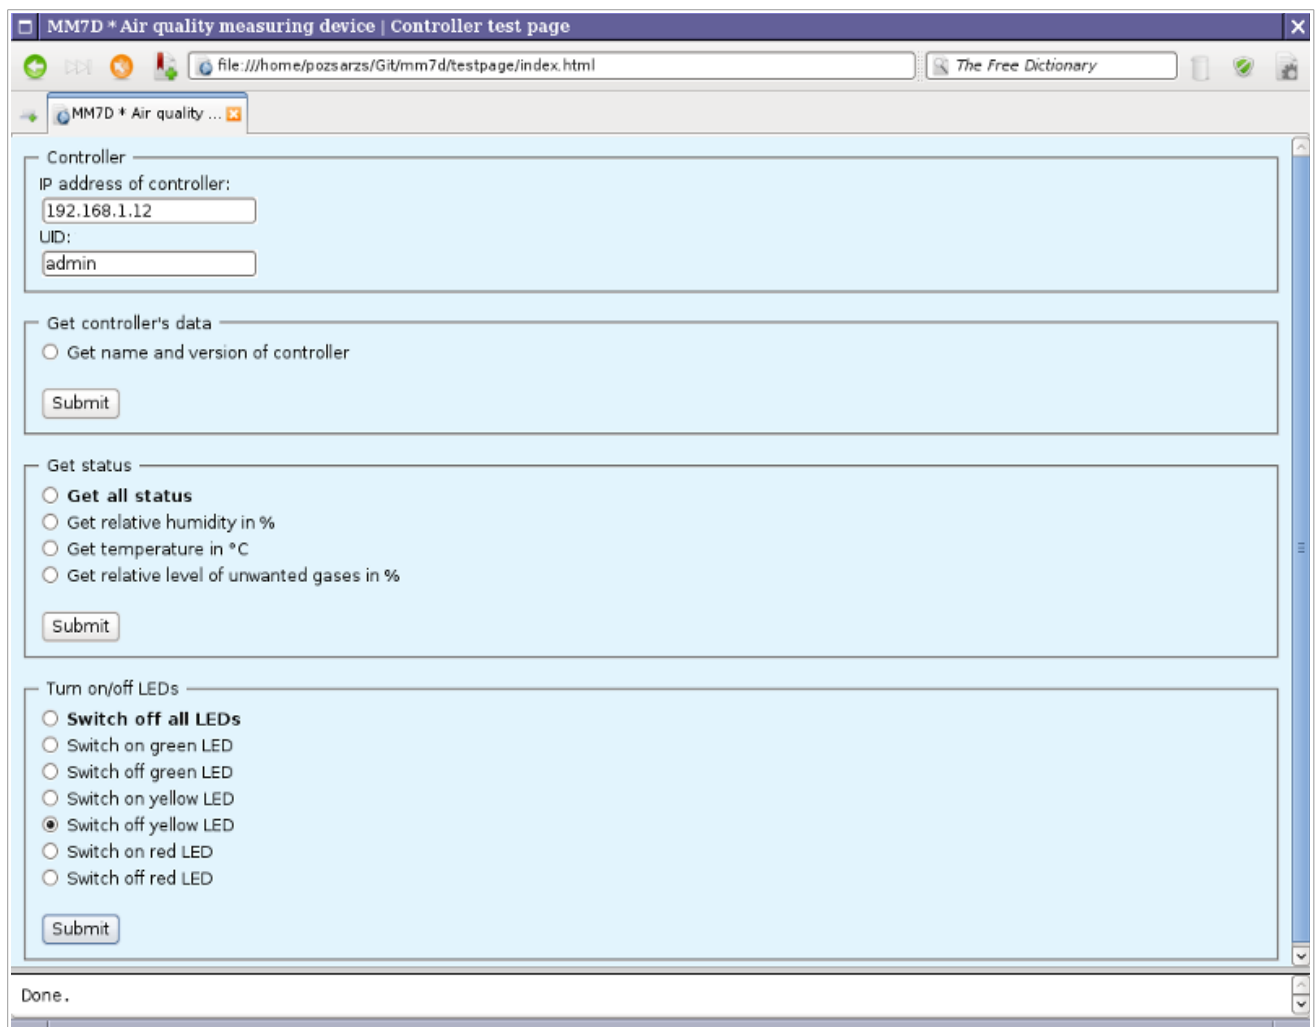 MM7D * Air quality measuring device | Controller test page
file:///home/pozsarzs/Git/mm7d/testpage/index.html
The Free Dictionary
MM7D * Air quality ...
Controller
IP address of controller:
192.168.1.12
UID:
admin
Get controller's data
Get name and version of controller
Submit
Get status
Get all status
Get relative humidity in %
Get temperature in °C
Get relative level of unwanted gases in %
Submit
Turn on/off LEDs
Switch off all LEDs
Switch on green LED
Switch off green LED
Switch on yellow LED
Switch off yellow LED
Switch on red LED
Switch off red LED
Submit
Done.